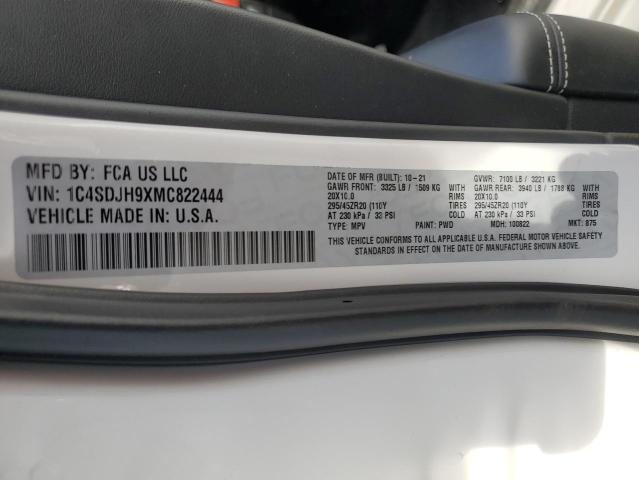 MFD BY: FCA US LLC
VIN: 1C4SDJH9XMC822444
VEHICLE MADE IN U.S.A.
DATE OF MFR (BUILT): 10-21 GVWR: 7100 LB / 3221 KG
GAWR FRONT: 3325 LB / 1509 KG WITH GAWR REAR: 3940 LB / 1788 KG WITH
20X10.0 RIMS 20X10.0 RIMS
295/45ZR20 (110Y TIRES 295/45ZR20 (110Y TIRES
AT 230 kPa / 33 PSI COLD AT 230 kPa / 33 PSI COLD
TYPE: MPV PAINT: PWD MDH: 100822 MKT: 875
THIS VEHICLE CONFORMS TO ALL APPLICABLE U.S.A. FEDERAL MOTOR VEHICLE SAFETY
STANDARDS IN EFFECT ON THE DATE OF MANUFACTURE SHOWN ABOVE